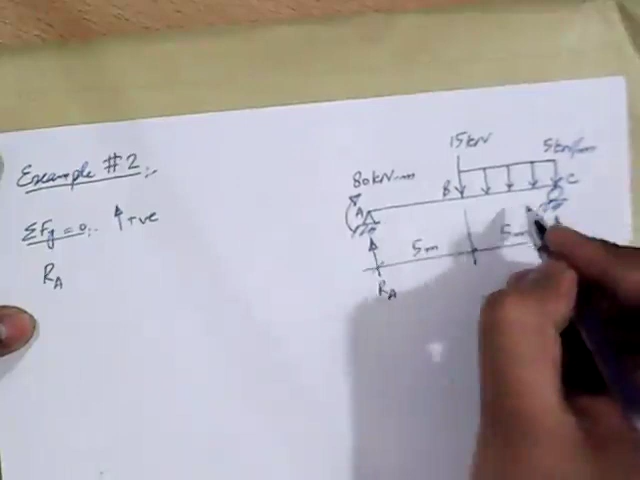 Example #2:-
ΣFy = 0:- ↑ +ve
RA
15kN
5kN/m
80kN-m
B
C
A
5m
5m
RA